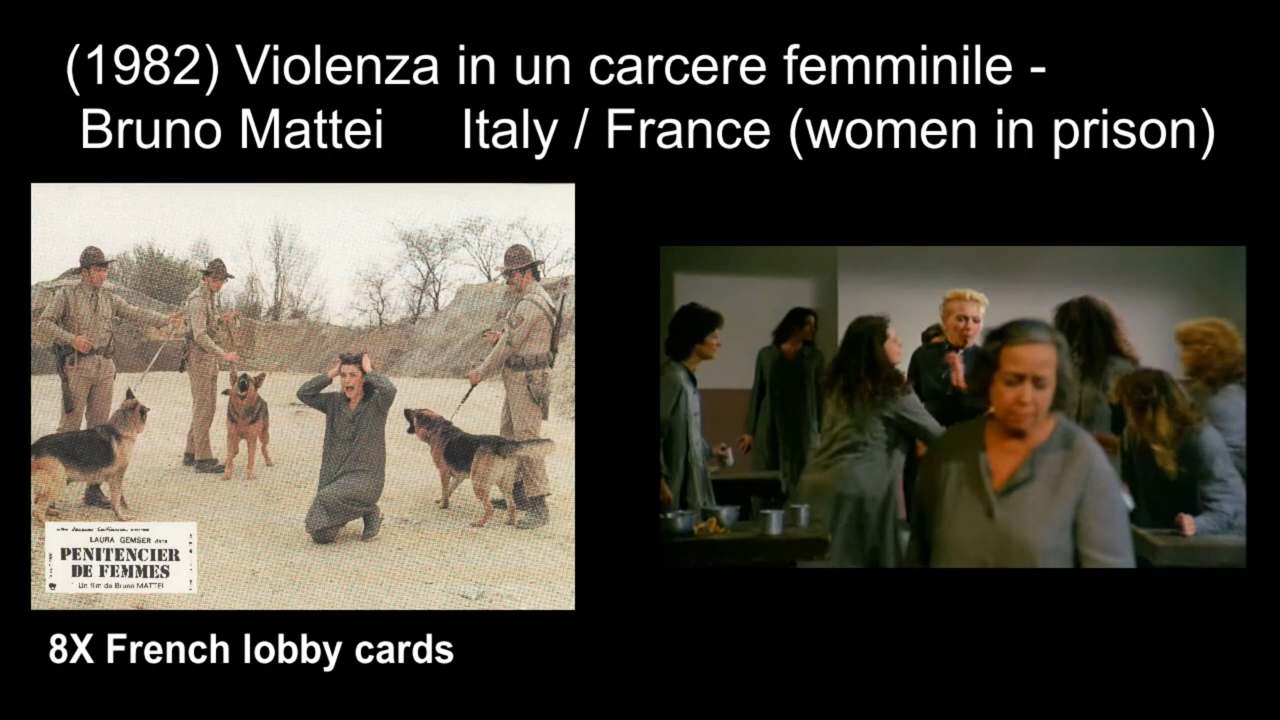 (1982) Violenza in un carcere femminile -
Bruno Mattei Italy / France (women in prison)
LAURA GEMSER dans
PENITENCIER
DE FEMMES
Un film de Bruno MATTEI
8X French lobby cards